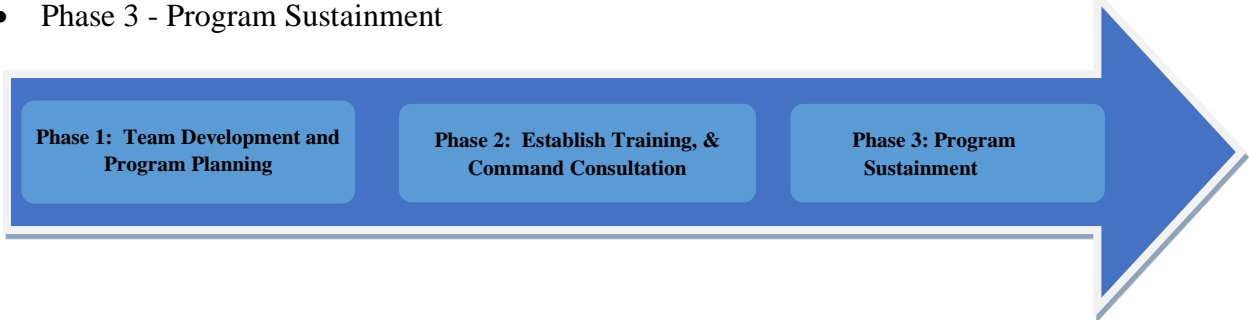 • Phase 3 - Program Sustainment
Phase 1: Team Development and
Program Planning
Phase 2: Establish Training, &
Command Consultation
Phase 3: Program
Sustainment